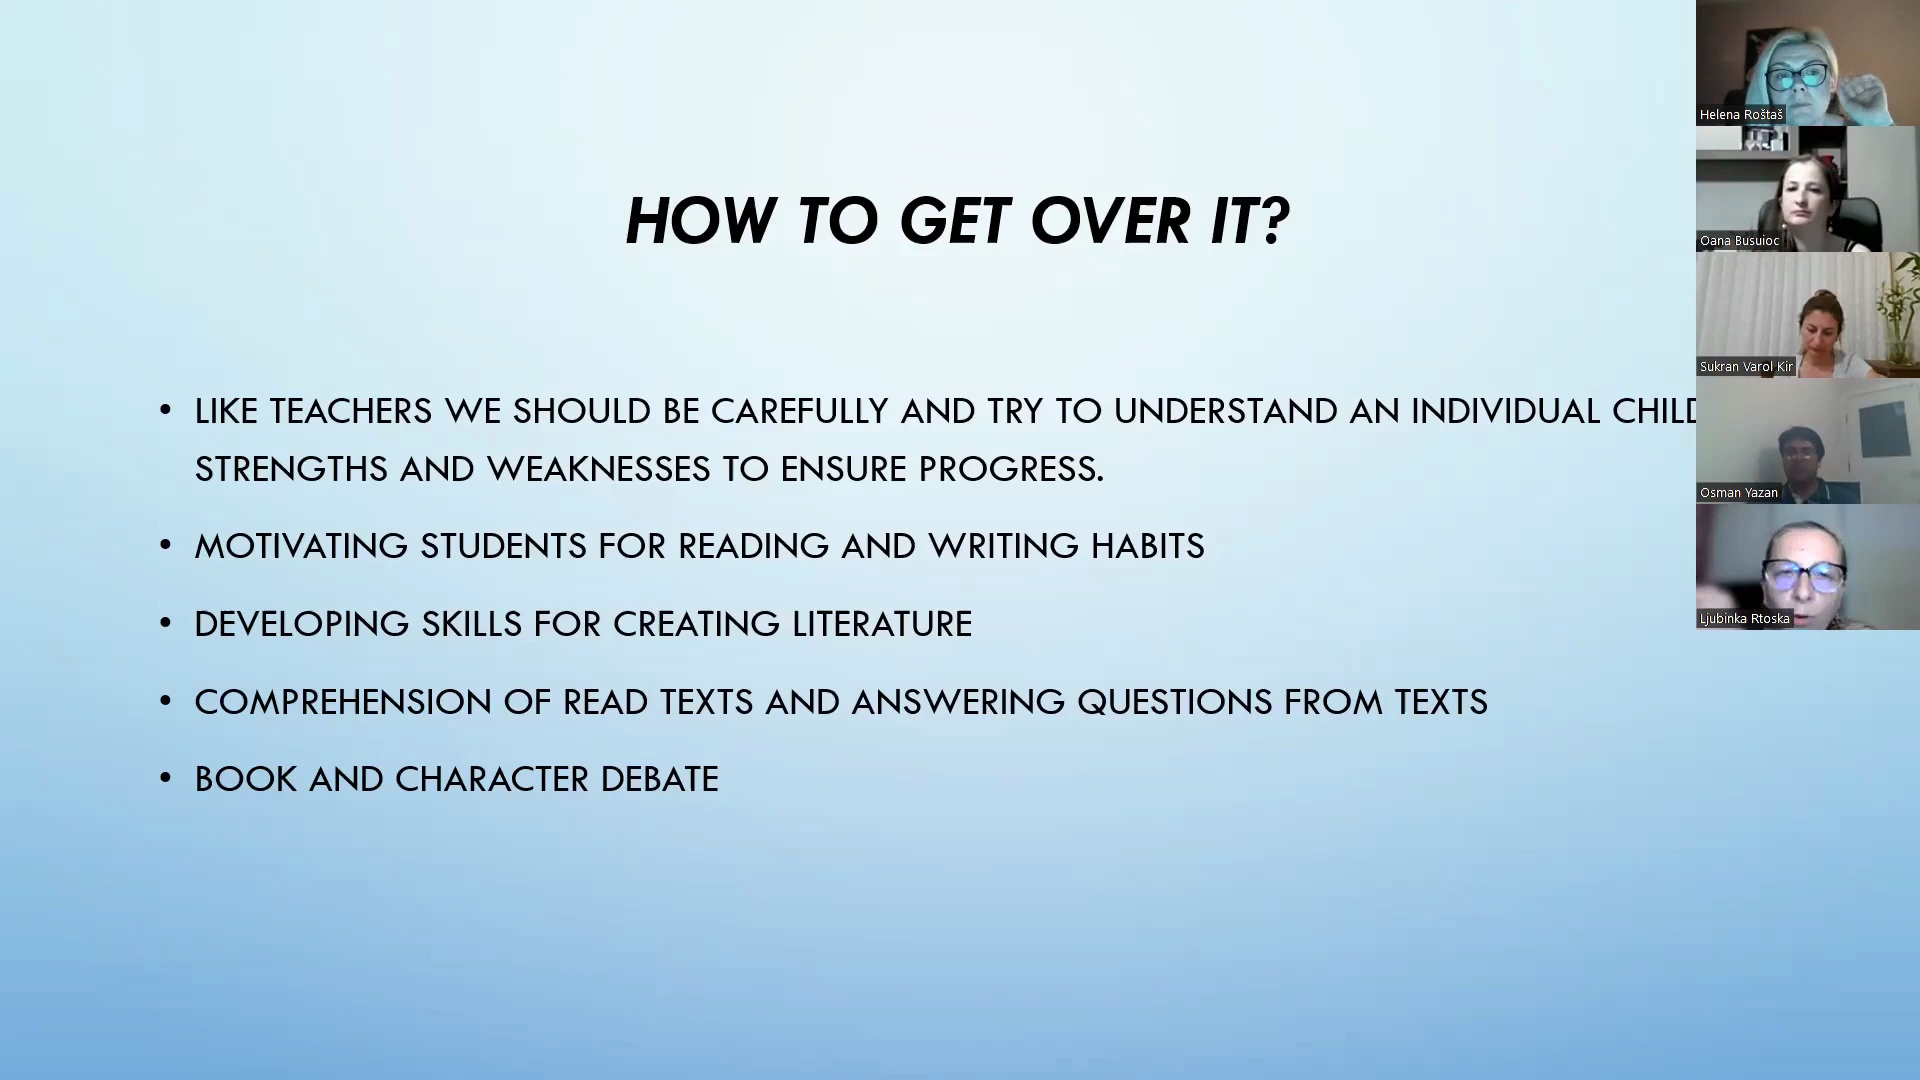 HOW TO GET OVER IT?
• LIKE TEACHERS WE SHOULD BE CAREFULLY AND TRY TO UNDERSTAND AN INDIVIDUAL CHILD
STRENGTHS AND WEAKNESSES TO ENSURE PROGRESS.
• MOTIVATING STUDENTS FOR READING AND WRITING HABITS
• DEVELOPING SKILLS FOR CREATING LITERATURE
• COMPREHENSION OF READ TEXTS AND ANSWERING QUESTIONS FROM TEXTS
• BOOK AND CHARACTER DEBATE
Helena Roštaš
Oana Busuioc
Sukran Varol Kir
Osman Yazan
Ljubinka Rtoska